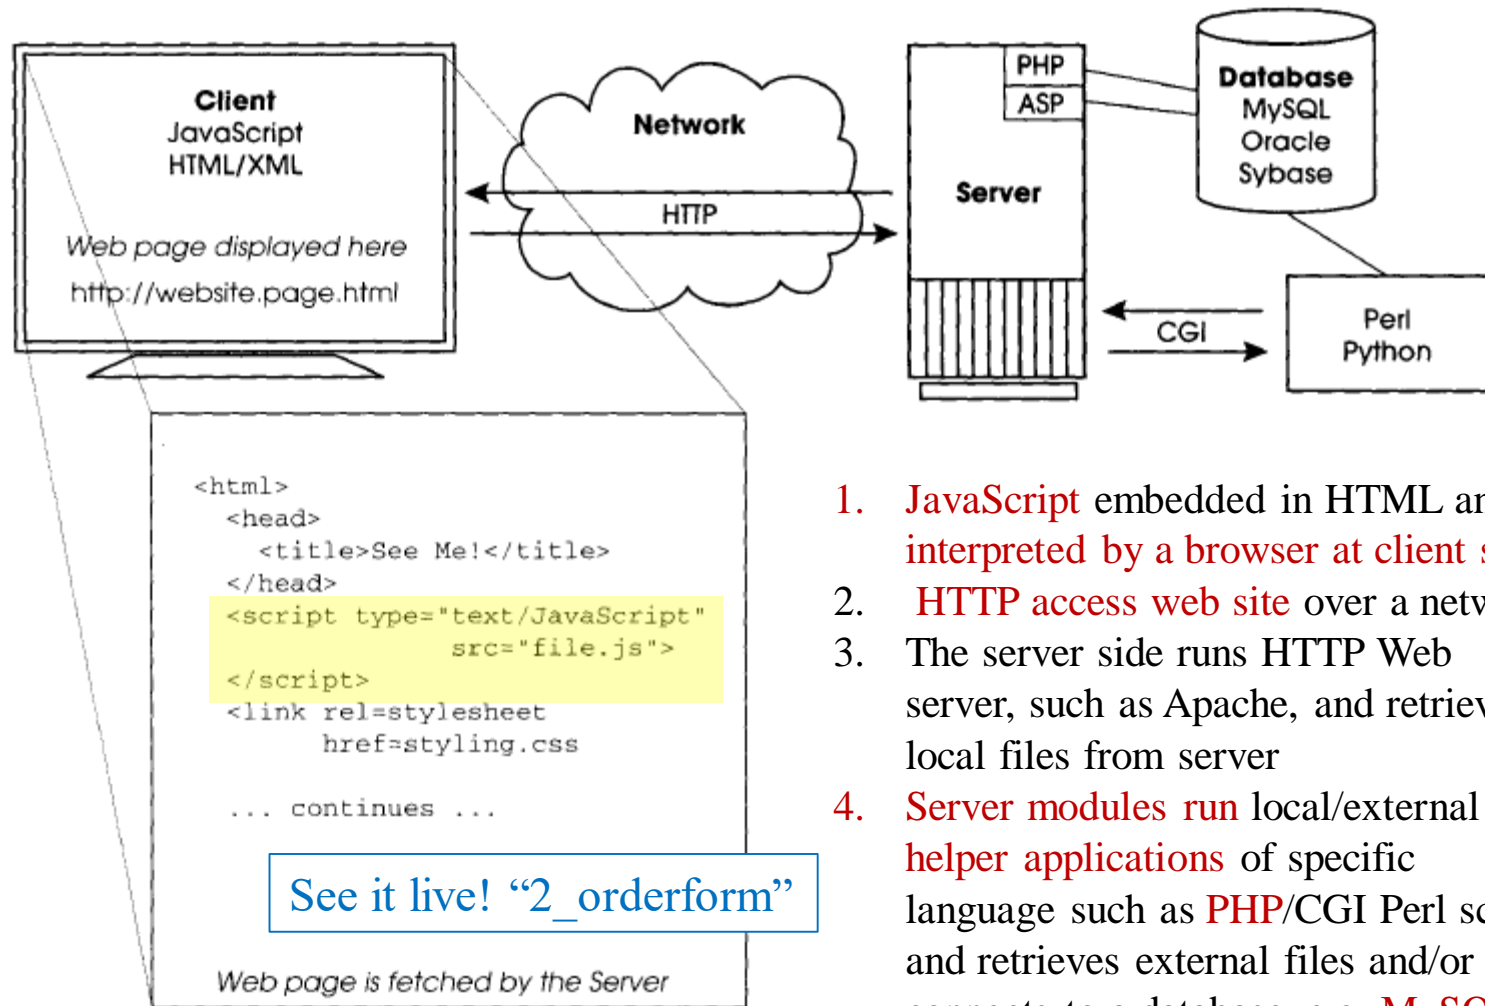 Client
JavaScript
HTML/XML
Web page displayed here
http://website.page.html
Network
HTTP
PHP
ASP
Server
Database
MySQL
Oracle
Sybase
CGI
Perl
Python
<html>
<head>
<title>See Me!</title>
</head>
<script type="text/JavaScript"
src="file.js">
</script>
<link rel=stylesheet
href=styling.css
... continues ...
See it live! “2_orderform”
Web page is fetched by the Server
1. JavaScript embedded in HTML
interpreted by a browser at client
2. HTTP access web site over a
3. The server side runs HTTP Web
server, such as Apache, and
local files from server
4. Server modules run local/external
helper applications of specific
language such as PHP/CGI Perl
and retrieves external files and/or